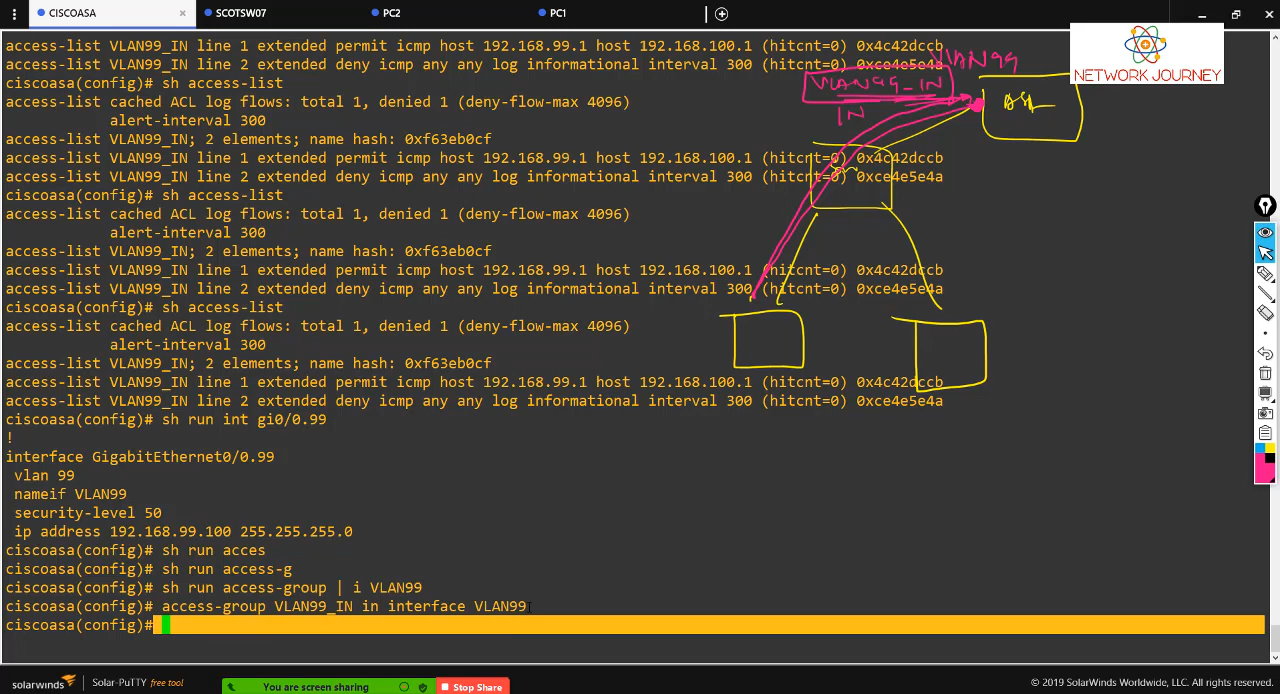 CISCOASA × SCOTSW07 PC2 PC1
NETWORK JOURNEY
access-list VLAN99_IN line 1 extended permit icmp host 192.168.99.1 host 192.168.100.1 (hitcnt=0) 0x4c42dccb
access-list VLAN99_IN line 2 extended deny icmp any any log informational interval 300 (hitcnt=0) 0xce4e5e4a
ciscoasa(config)# sh access-list
access-list cached ACL log flows: total 1, denied 1 (deny-flow-max 4096)
alert-interval 300
access-list VLAN99_IN; 2 elements; name hash: 0xf63eb0cf
access-list VLAN99_IN line 1 extended permit icmp host 192.168.99.1 host 192.168.100.1 (hitcnt=0) 0x4c42dccb
access-list VLAN99_IN line 2 extended deny icmp any any log informational interval 300 (hitcnt=0) 0xce4e5e4a
ciscoasa(config)# sh access-list
access-list cached ACL log flows: total 1, denied 1 (deny-flow-max 4096)
alert-interval 300
access-list VLAN99_IN; 2 elements; name hash: 0xf63eb0cf
access-list VLAN99_IN line 1 extended permit icmp host 192.168.99.1 host 192.168.100.1 (hitcnt=0) 0x4c42dccb
access-list VLAN99_IN line 2 extended deny icmp any any log informational interval 300 (hitcnt=0) 0xce4e5e4a
ciscoasa(config)# sh access-list
access-list cached ACL log flows: total 1, denied 1 (deny-flow-max 4096)
alert-interval 300
access-list VLAN99_IN; 2 elements; name hash: 0xf63eb0cf
access-list VLAN99_IN line 1 extended permit icmp host 192.168.99.1 host 192.168.100.1 (hitcnt=0) 0x4c42dccb
access-list VLAN99_IN line 2 extended deny icmp any any log informational interval 300 (hitcnt=0) 0xce4e5e4a
ciscoasa(config)# sh run int gi0/0.99
!
interface GigabitEthernet0/0.99
vlan 99
nameif VLAN99
security-level 50
ip address 192.168.99.100 255.255.255.0
ciscoasa(config)# sh run acces
ciscoasa(config)# sh run access-g
ciscoasa(config)# sh run access-group | i VLAN99
ciscoasa(config)# access-group VLAN99_IN in interface VLAN99
ciscoasa(config)#
VLAN99
VLAN99_IN
IN
solarwinds Solar-PuTTY free tool
You are screen sharing Stop Share
© 2019 SolarWinds Worldwide, LLC. All rights reserved.